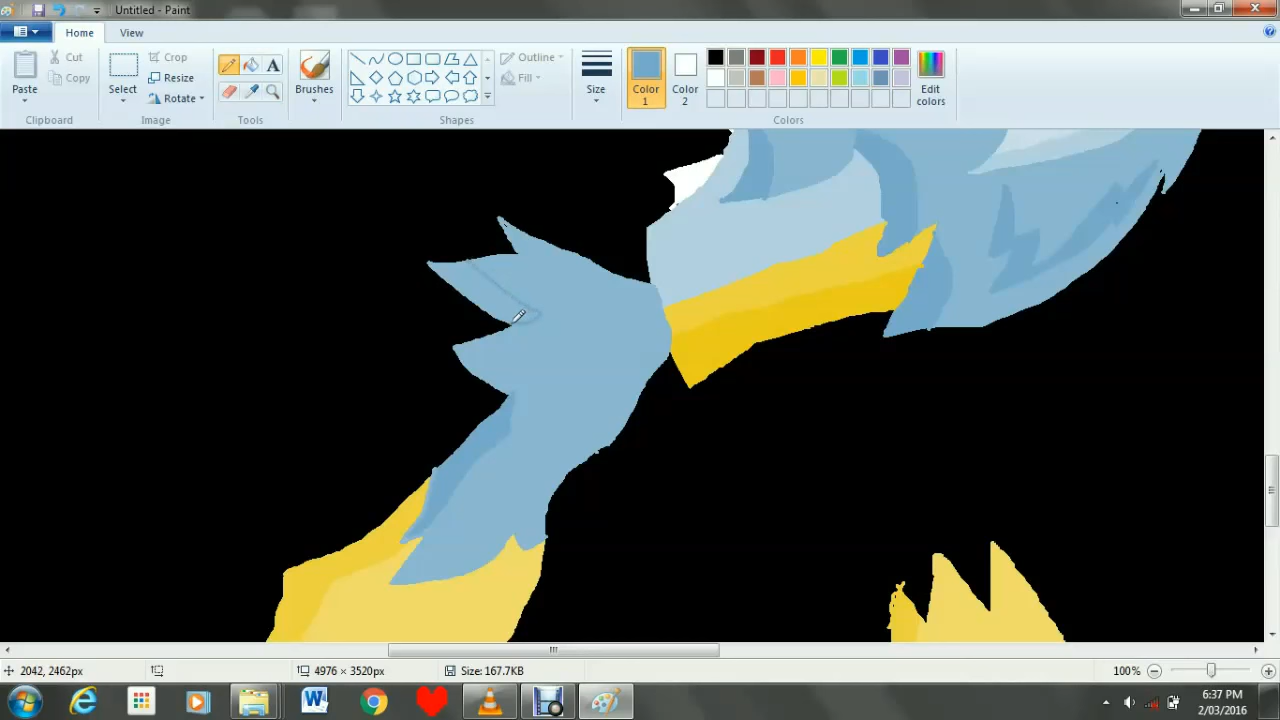 Untitled - Paint
Home View
Paste
Cut
Copy
Clipboard
Select
Crop
Resize
Rotate
Image
A
Tools
Brushes
Outline
Fill
Shapes
Size
Color 1
Color 2
Edit colors
Colors
2042, 2462px
4976 × 3520px
Size: 167.7KB
100%
W
6:37 PM
2/03/2016